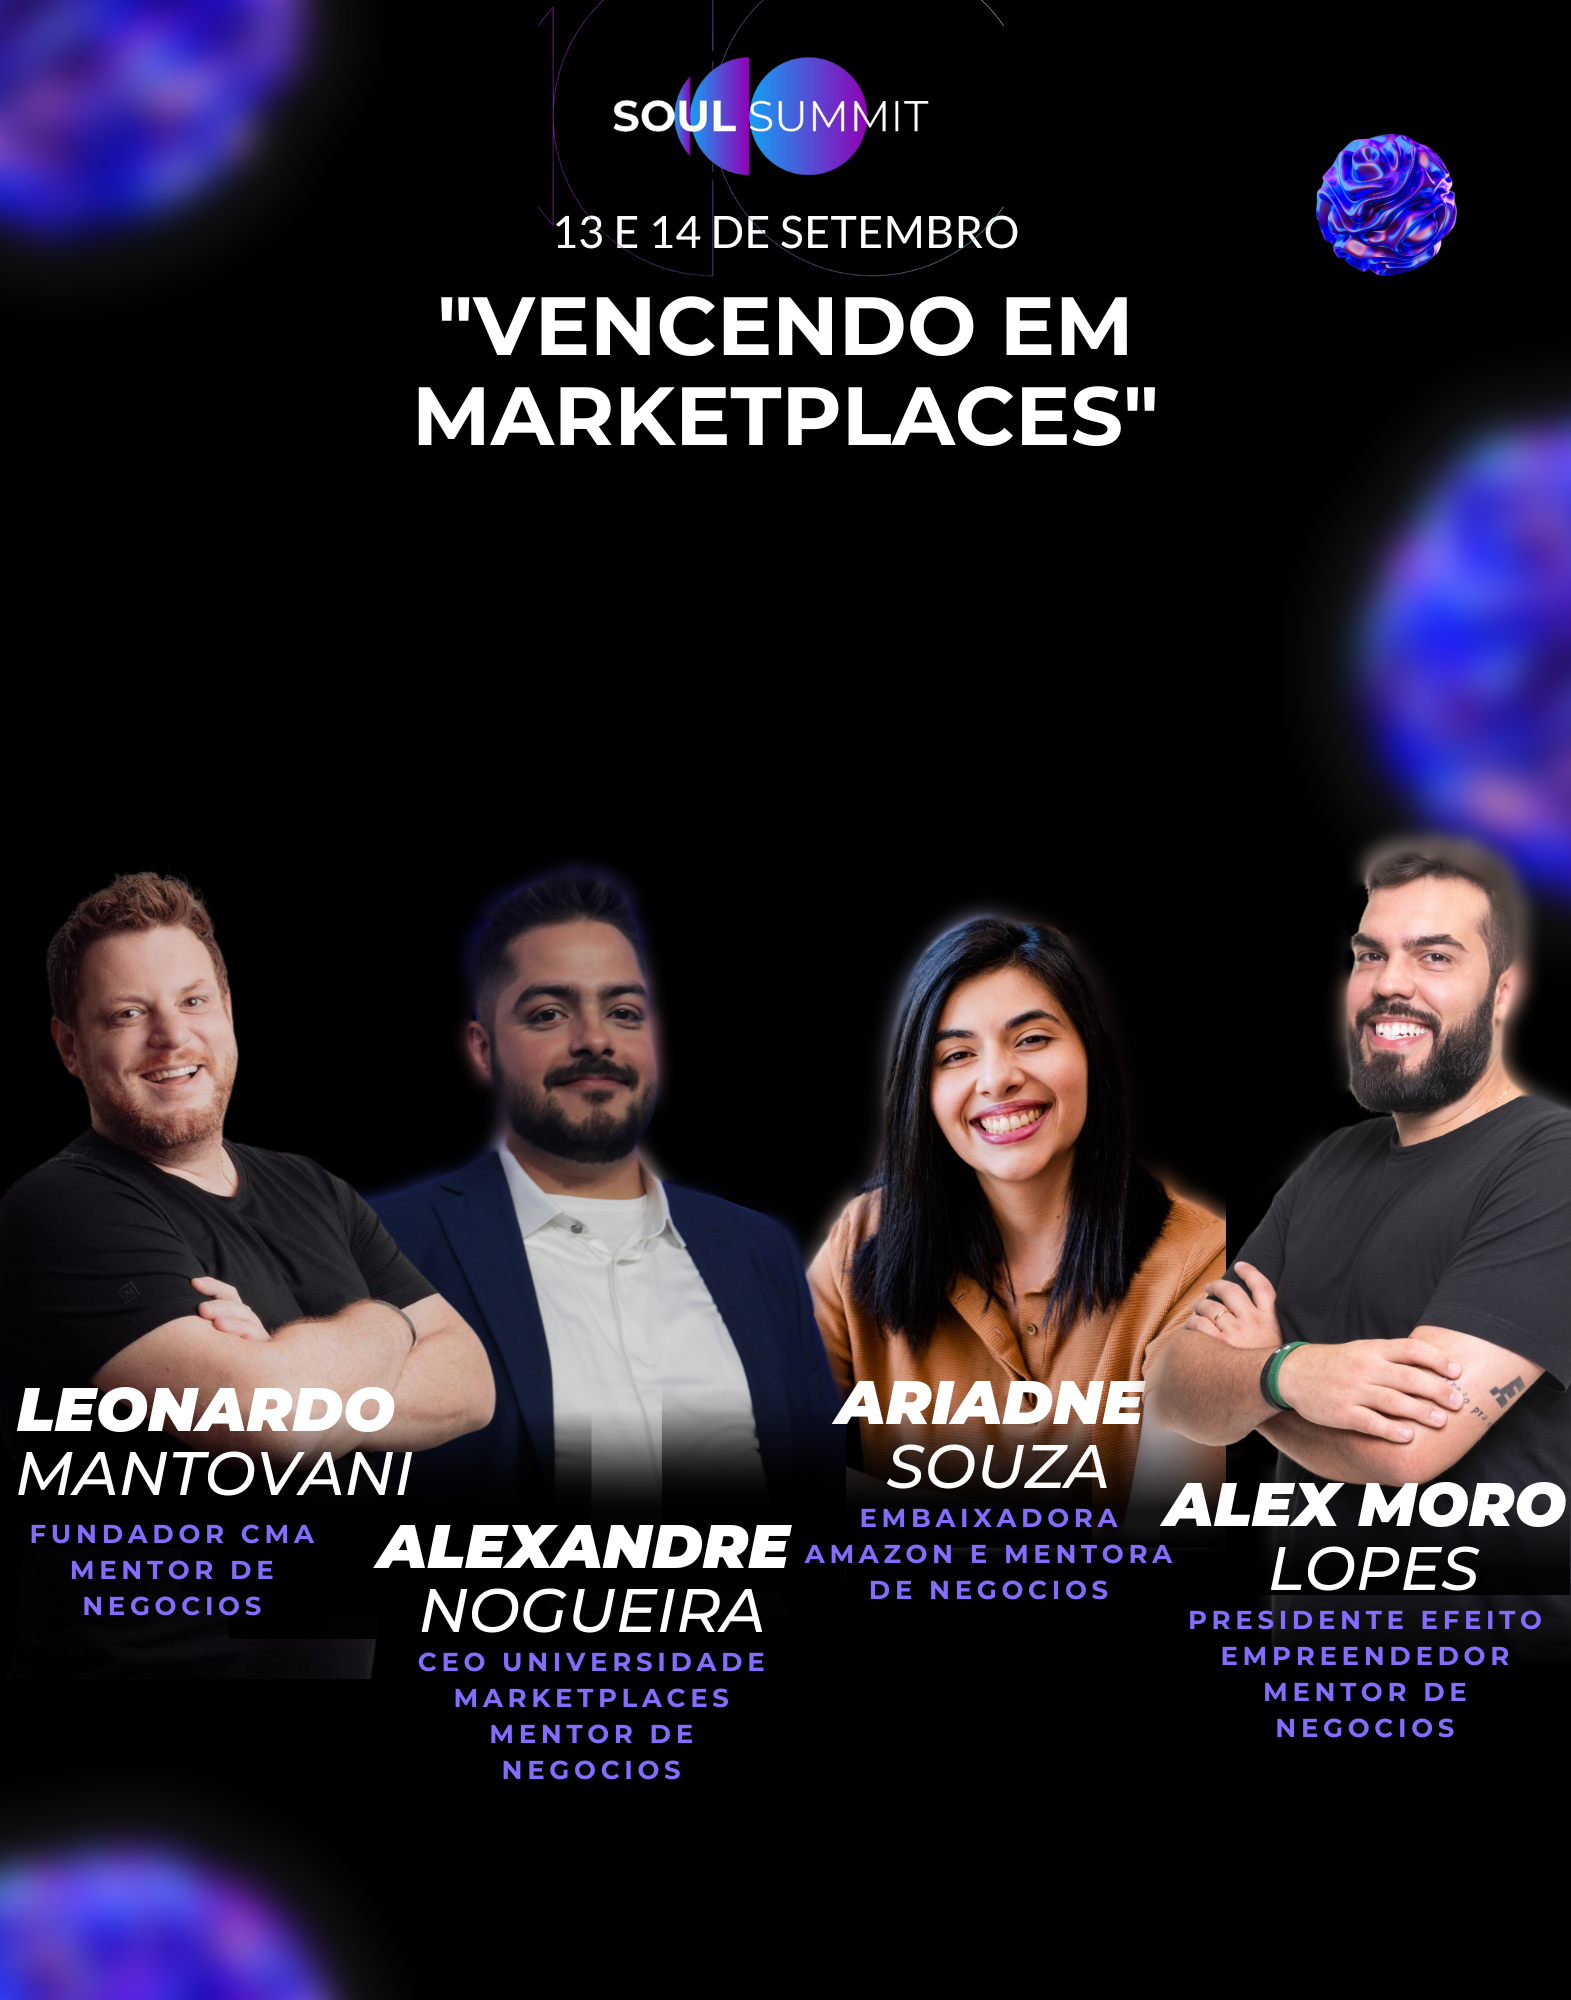 SOUL SUMMIT
13 E 14 DE SETEMBRO
"VENCENDO EM
MARKETPLACES"
LEONARDO
MANTOVANI
FUNDADOR CMA
MENTOR DE
NEGOCIOS
ALEXANDRE
NOGUEIRA
CEO UNIVERSIDADE
MARKETPLACES
MENTOR DE
NEGOCIOS
ARIADNE
SOUZA
EMBAIXADORA
AMAZON E MENTORA
DE NEGOCIOS
ALEX MORO
LOPES
PRESIDENTE EFEITO
EMPREENDEDOR
MENTOR DE
NEGOCIOS